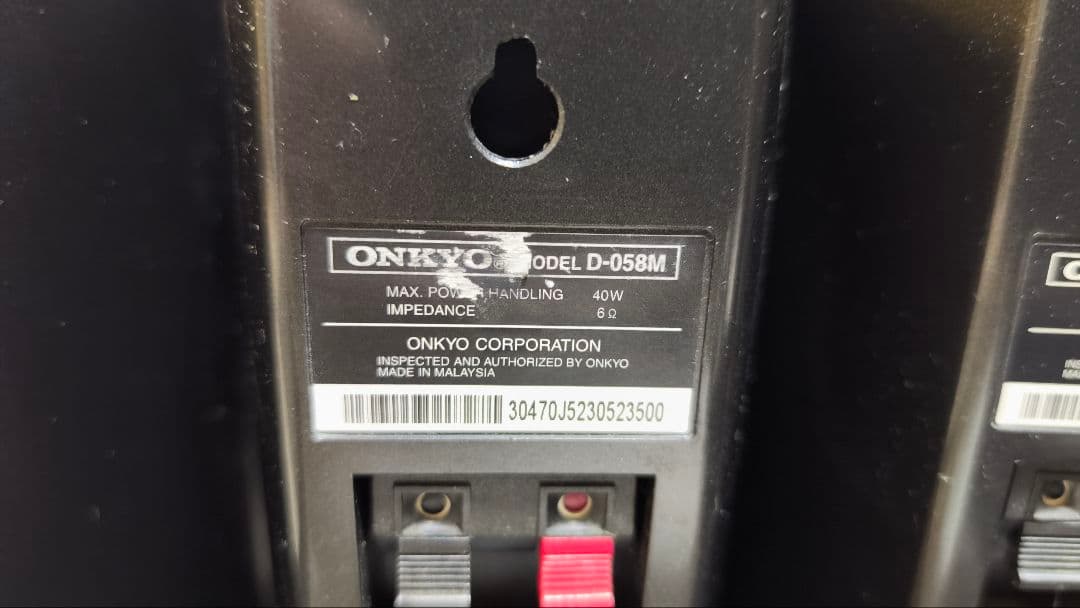 ONKYO® MODEL D-058M
MAX. POWER HANDLING 40W
IMPEDANCE 6Ω
ONKYO CORPORATION
INSPECTED AND AUTHORIZED BY ONKYO
MADE IN MALAYSIA
30470J5230523500